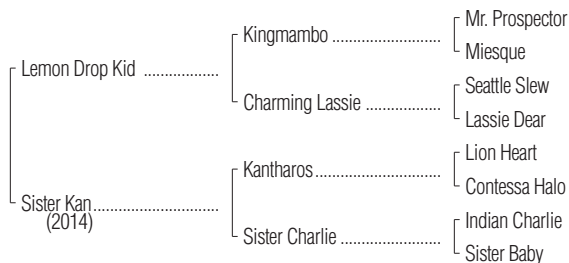 Mr. Prospector
Kingmambo ......................
Miesque
Lemon Drop Kid ...............
Seattle Slew
Charming Lassie ...............
Lassie Dear
Lion Heart
Kantharos.........................
Contessa Halo
Sister Kan.........................
(2014)
Indian Charlie
Sister Charlie ....................
Sister Baby